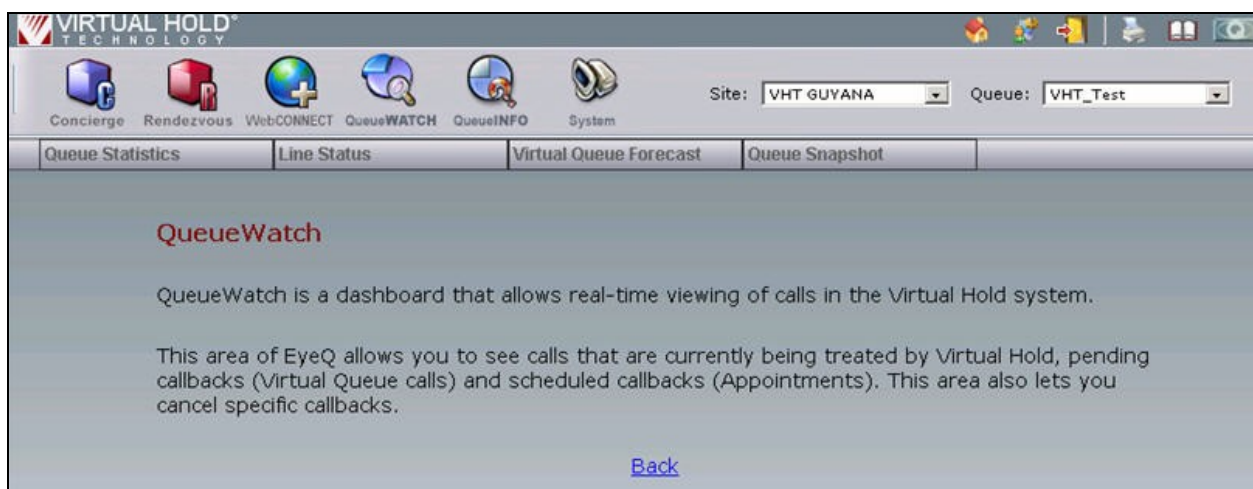 VIRTUAL HOLD®
TECHNOLOGY
Concierge Rendezvous WebCONNECT QueueWATCH QueueINFO System Site: VHT GUYANA Queue: VHT_Test
Queue Statistics Line Status Virtual Queue Forecast Queue Snapshot
QueueWatch
QueueWatch is a dashboard that allows real-time viewing of calls in the Virtual Hold system.
This area of EyeQ allows you to see calls that are currently being treated by Virtual Hold, pending
callbacks (Virtual Queue calls) and scheduled callbacks (Appointments). This area also lets you
cancel specific callbacks.
Back